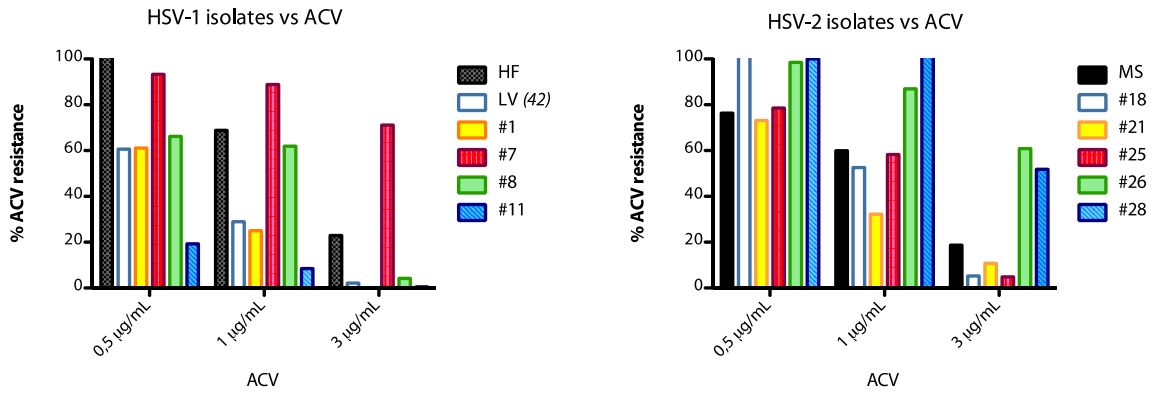 HSV-1 isolates vs ACV
% ACV resistance
100
80
60
40
20
0
0,5 µg/mL
1 µg/mL
3 µg/mL
ACV
HF
LV (42)
#1
#7
#8
#11
HSV-2 isolates vs ACV
% ACV resistance
100
80
60
40
20
0
0,5 µg/mL
1 µg/mL
3 µg/mL
ACV
MS
#18
#21
#25
#26
#28